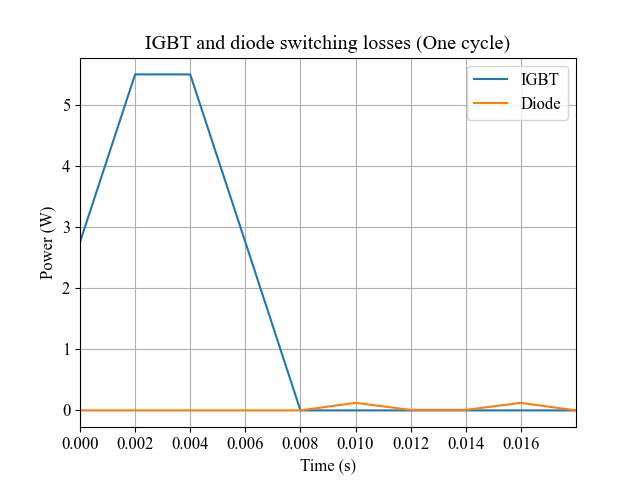 IGBT and diode switching losses (One cycle)
IGBT
Diode
5
4
3
2
1
0
Power (W)
0.000 0.002 0.004 0.006 0.008 0.010 0.012 0.014 0.016
Time (s)